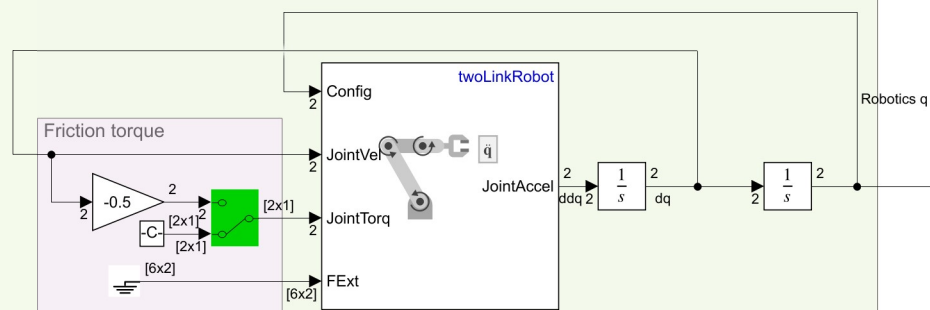 twoLinkRobot
Config
2
Robotics q
Friction torque
JointVel
2
q̈
JointAccel
2
ddq 2
1
s
2
dq
2
1
s
2
-0.5
2
2
2
[2x1]
-C-
[2x1]
[2x1]
JointTorq
2
[6x2]
[6x2]
FExt